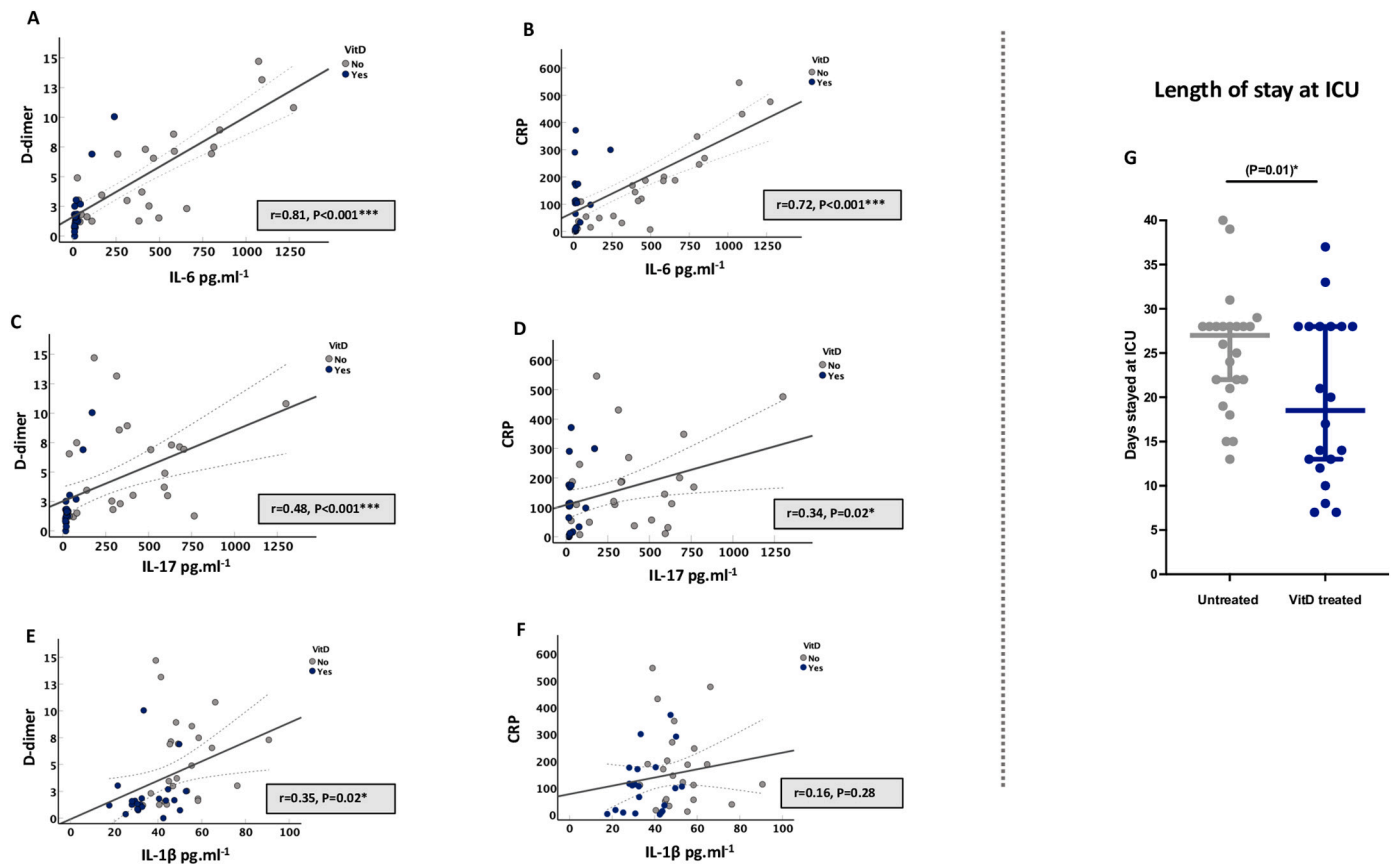 A
VitD
No
Yes
D-dimer
15
13
10
8
5
3
0
0 250 500 750 1000 1250
IL-6 pg.ml-1
r=0.81, P<0.001***
B
VitD
No
Yes
CRP
600
500
400
300
200
100
0
0 250 500 750 1000 1250
IL-6 pg.ml-1
r=0.72, P<0.001***
C
VitD
No
Yes
D-dimer
15
13
10
8
5
3
0
0 250 500 750 1000 1250
IL-17 pg.ml-1
r=0.48, P<0.001***
D
VitD
No
Yes
CRP
600
500
400
300
200
100
0
0 250 500 750 1000 1250
IL-17 pg.ml-1
r=0.34, P=0.02*
E
VitD
No
Yes
D-dimer
15
13
10
8
5
3
0
0 20 40 60 80 100
IL-1β pg.ml-1
r=0.35, P=0.02*
F
VitD
No
Yes
CRP
600
500
400
300
200
100
0
0 20 40 60 80 100
IL-1β pg.ml-1
r=0.16, P=0.28
Length of stay at ICU
G
(P=0.01)*
Days stayed at ICU
40
35
30
25
20
15
10
5
0
Untreated VitD treated